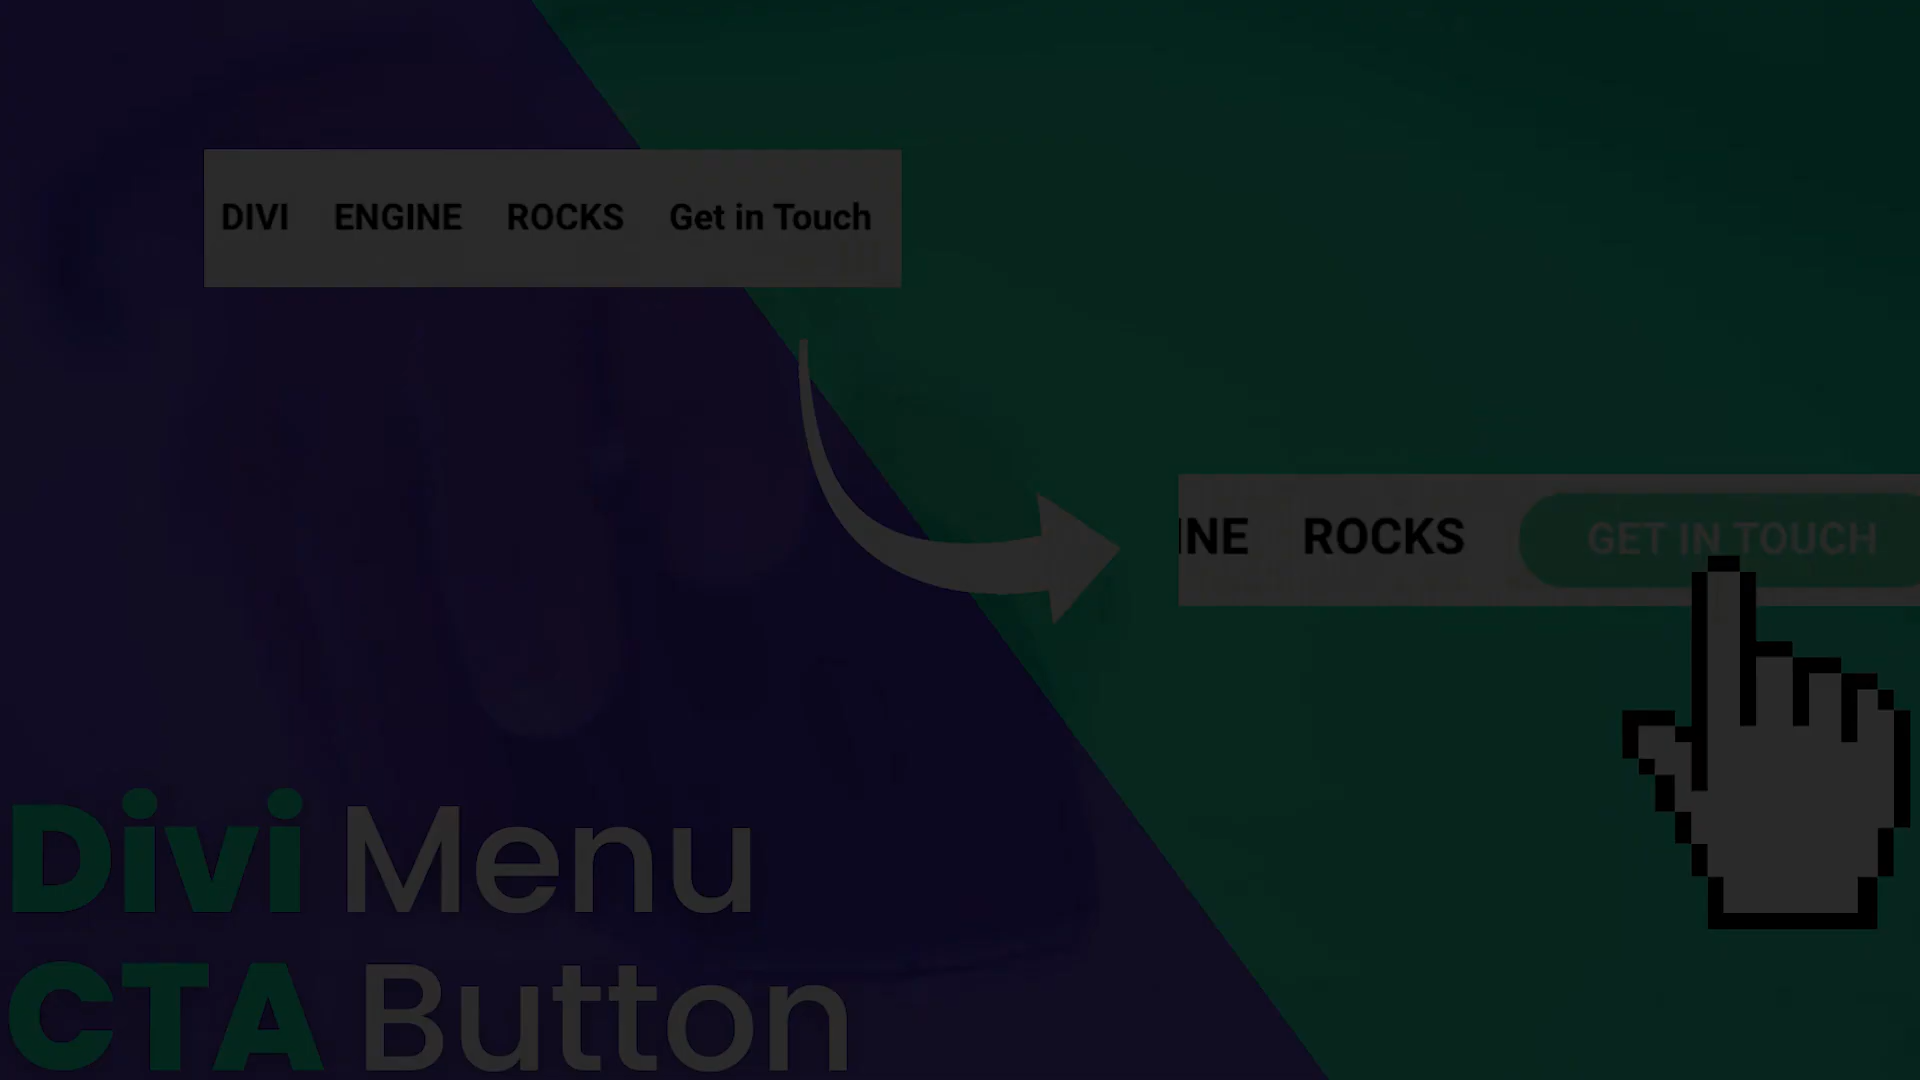 DIVI ENGINE ROCKS Get in Touch
INE ROCKS GET IN TOUCH
Divi Menu
CTA Button